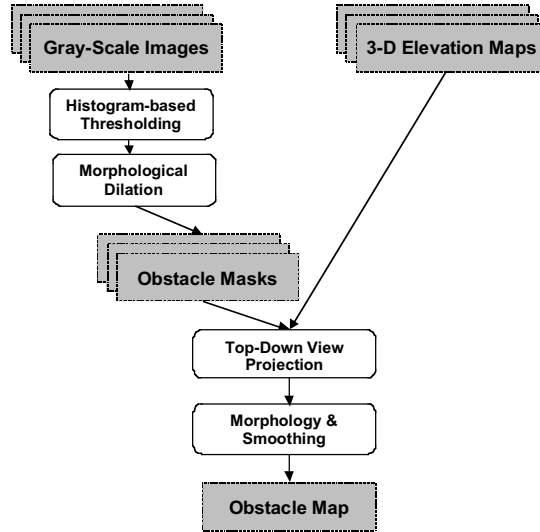 Gray-Scale Images
3-D Elevation Maps
Histogram-based
Thresholding
Morphological
Dilation
Obstacle Masks
Top-Down View
Projection
Morphology &
Smoothing
Obstacle Map